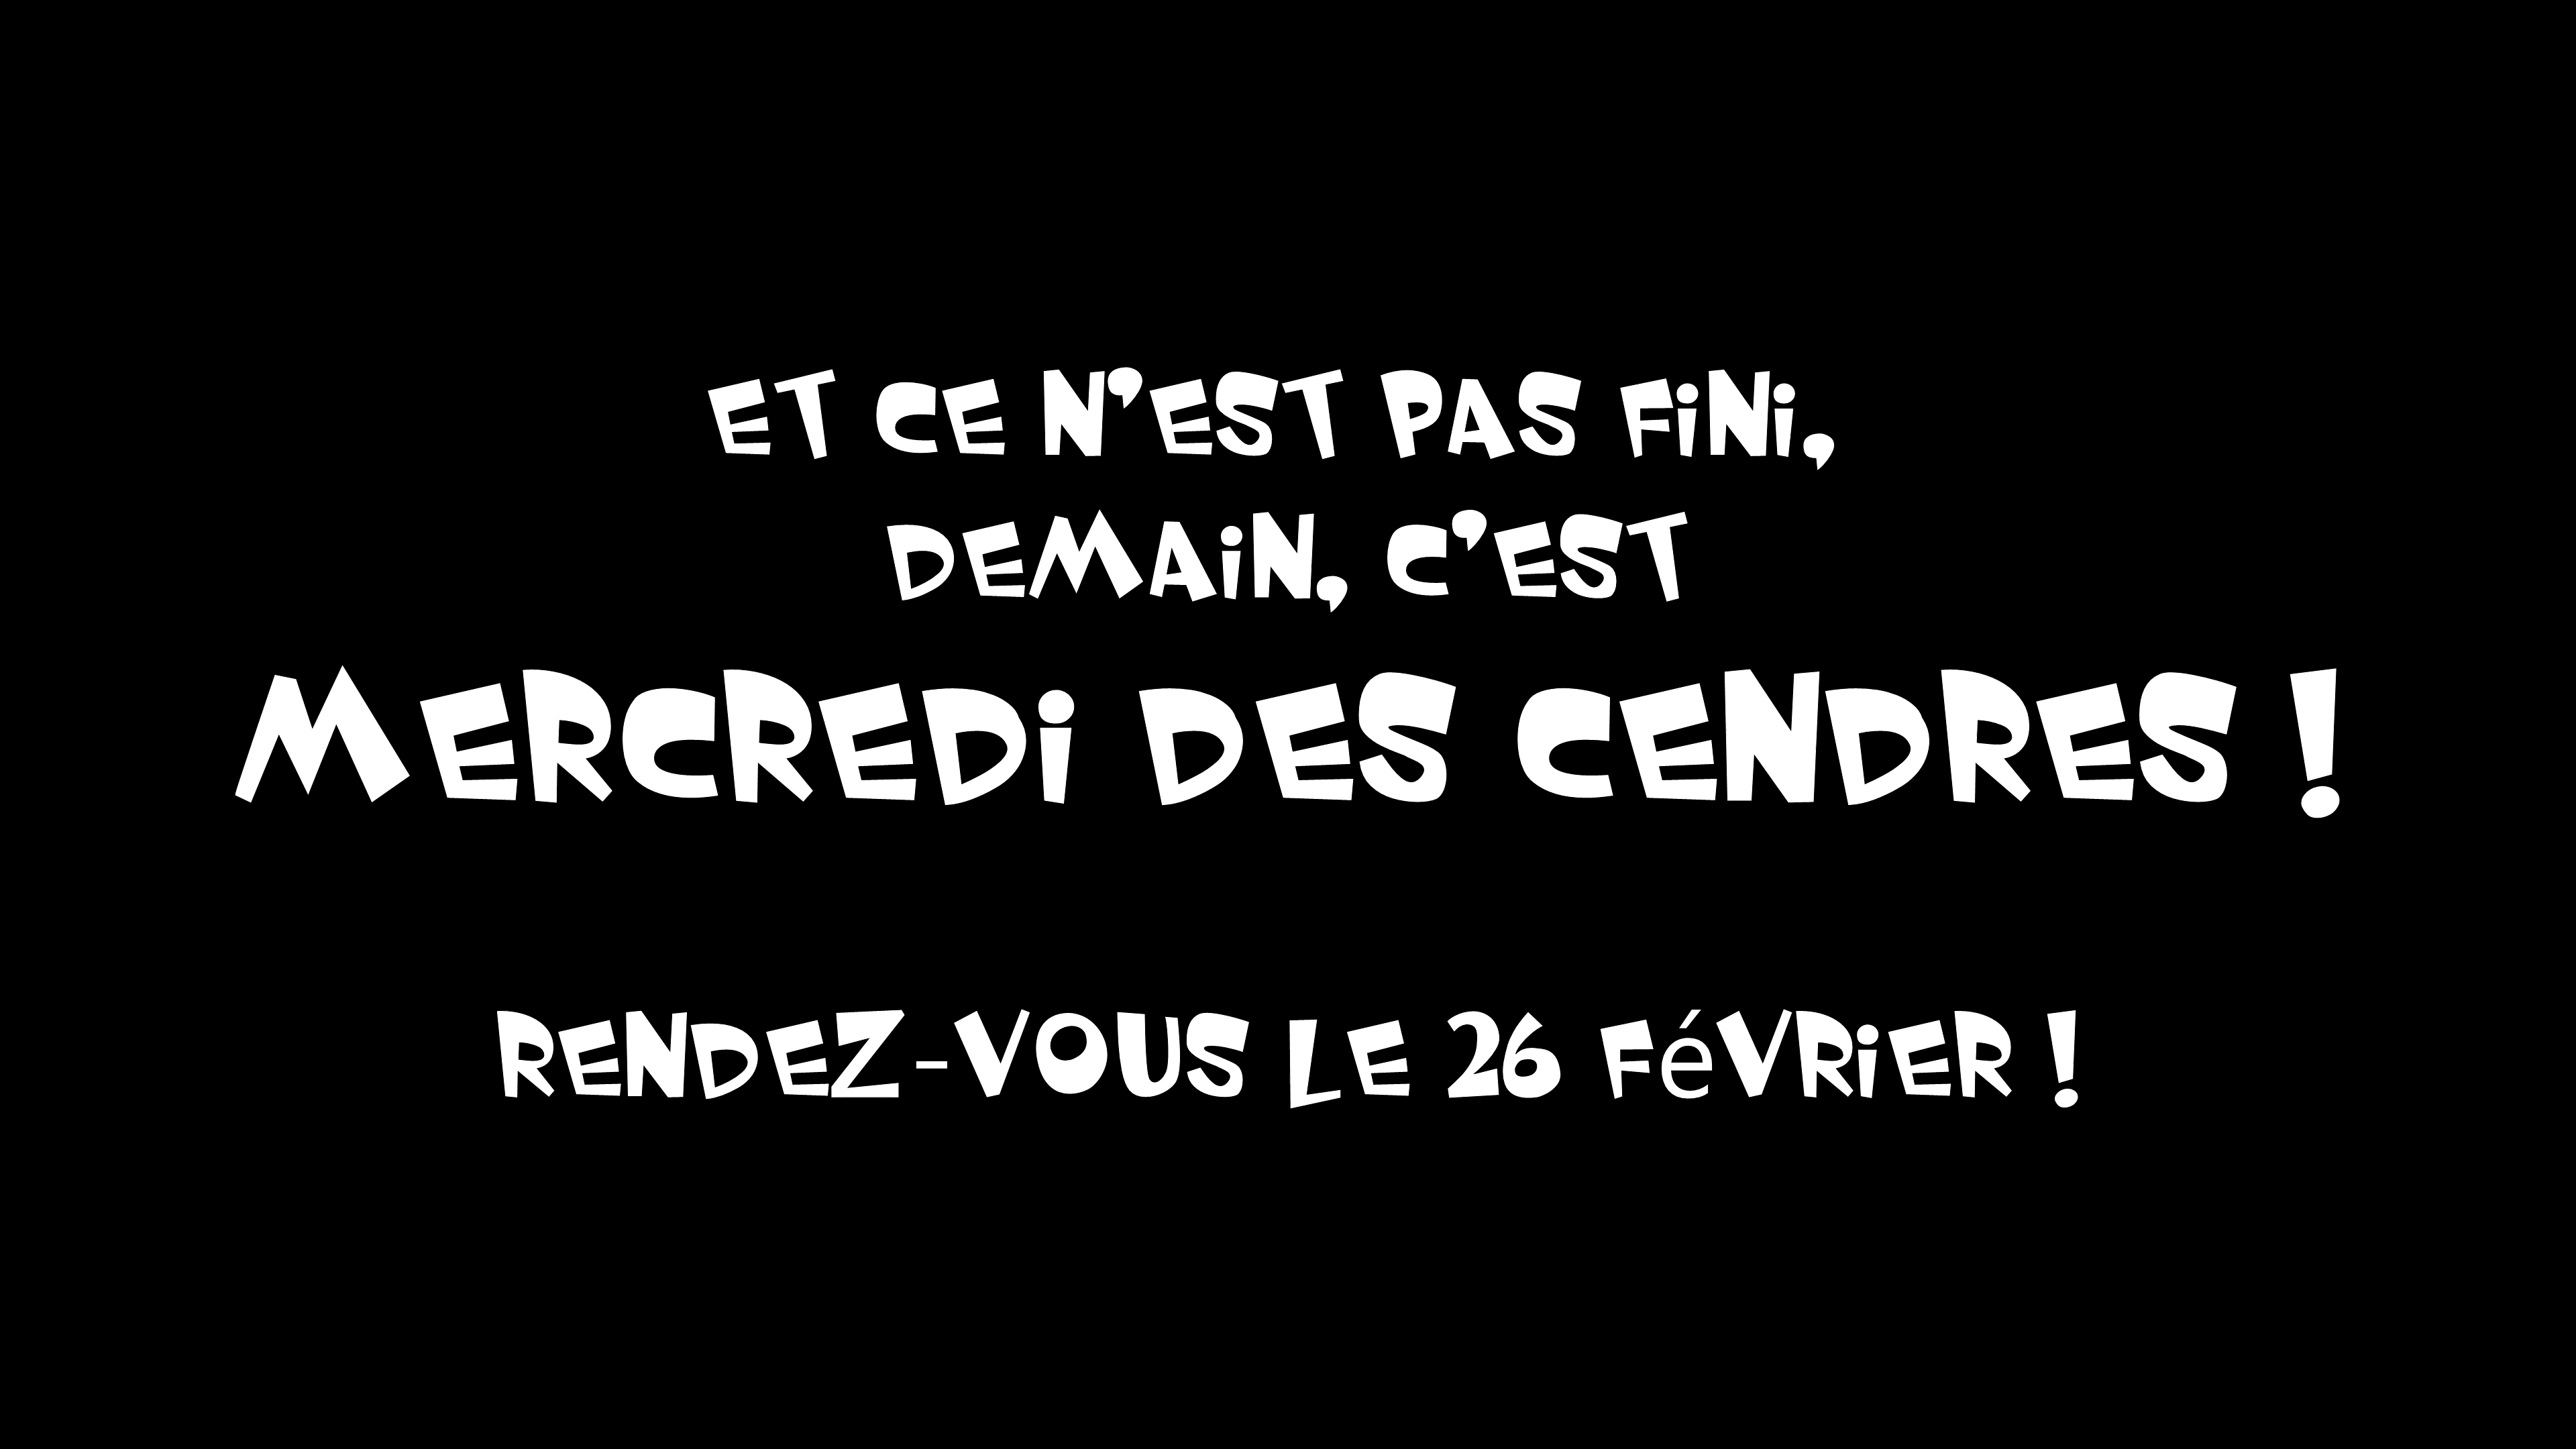 ET CE N'EST PAS FiNi,
DEMAiN, C'EST
MERCREDi DES CENDRES !
RENDEZ-VOUS LE 26 FéVRiER !